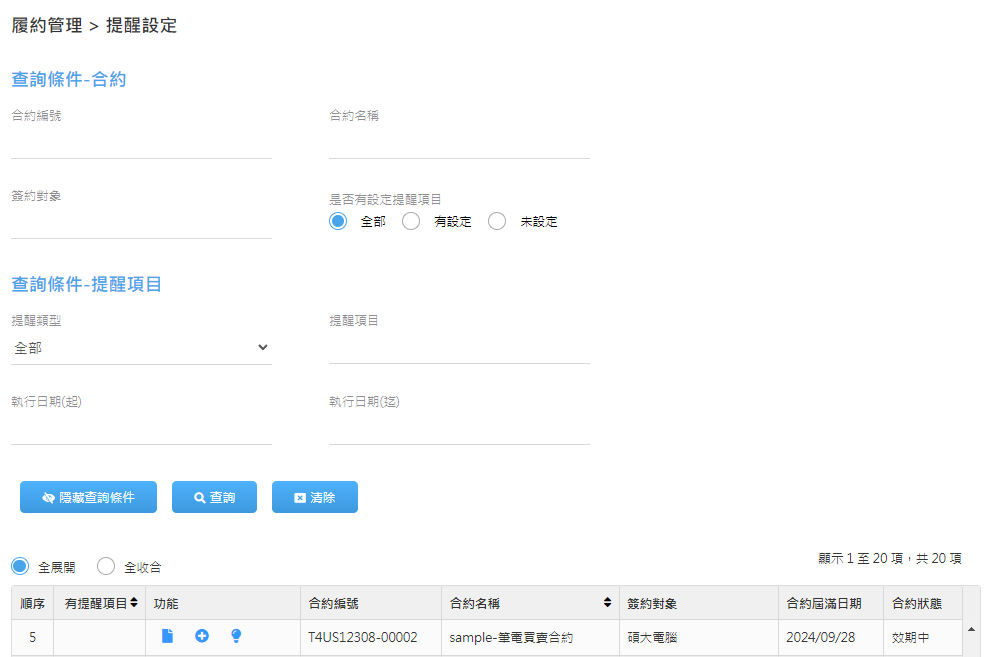 履約管理 > 提醒設定
查詢條件-合約
合約編號 合約名稱
簽約對象 是否有設定提醒項目
全部 有設定 未設定
查詢條件-提醒項目
提醒類型 提醒項目
全部
執行日期(起) 執行日期(迄)
隱藏查詢條件 查詢 清除
顯示 1 至 20 項，共 20 項
全展開 全收合
順序 有提醒項目 功能 合約編號 合約名稱 簽約對象 合約屆滿日期 合約狀態
5 T4US12308-00002 sample-筆電買賣合約 碩大電腦 2024/09/28 效期中